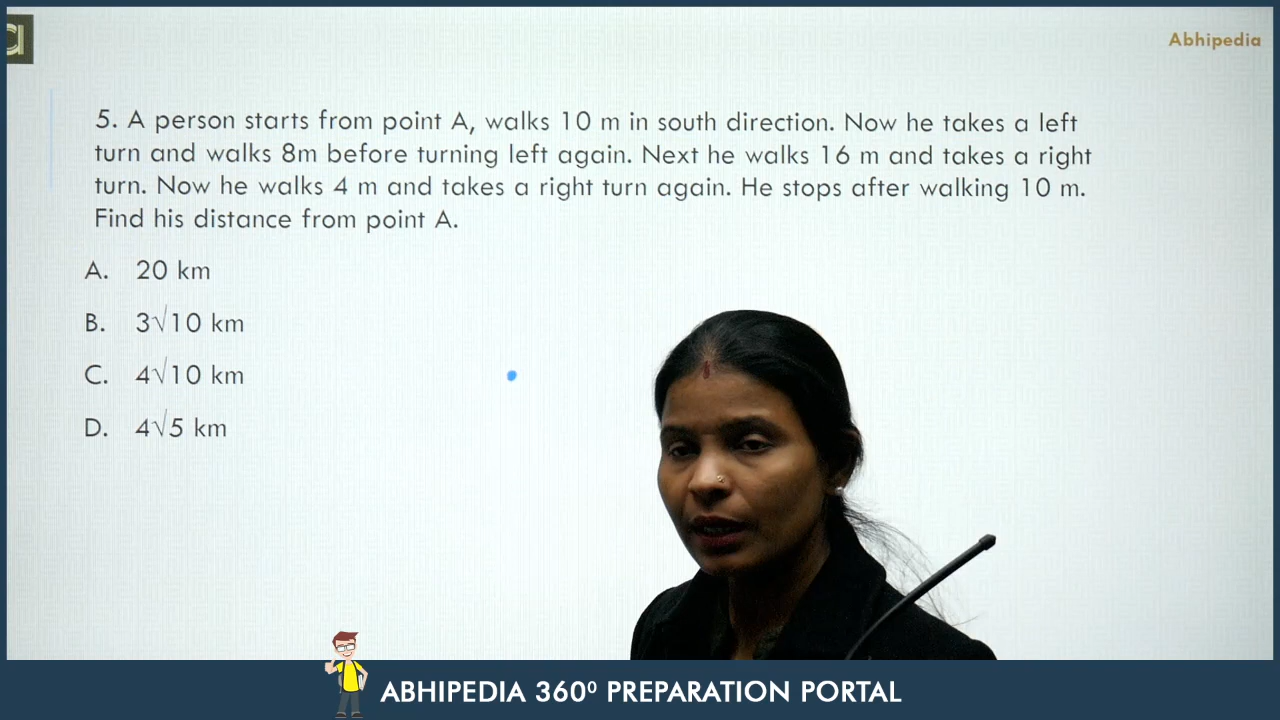 Abhipedia
5. A person starts from point A, walks 10 m in south direction. Now he takes a left
turn and walks 8m before turning left again. Next he walks 16 m and takes a right
turn. Now he walks 4 m and takes a right turn again. He stops after walking 10 m.
Find his distance from point A.
A. 20 km
B. 3√10 km
C. 4√10 km
D. 4√5 km
ABHIPEDIA 360⁰ PREPARATION PORTAL